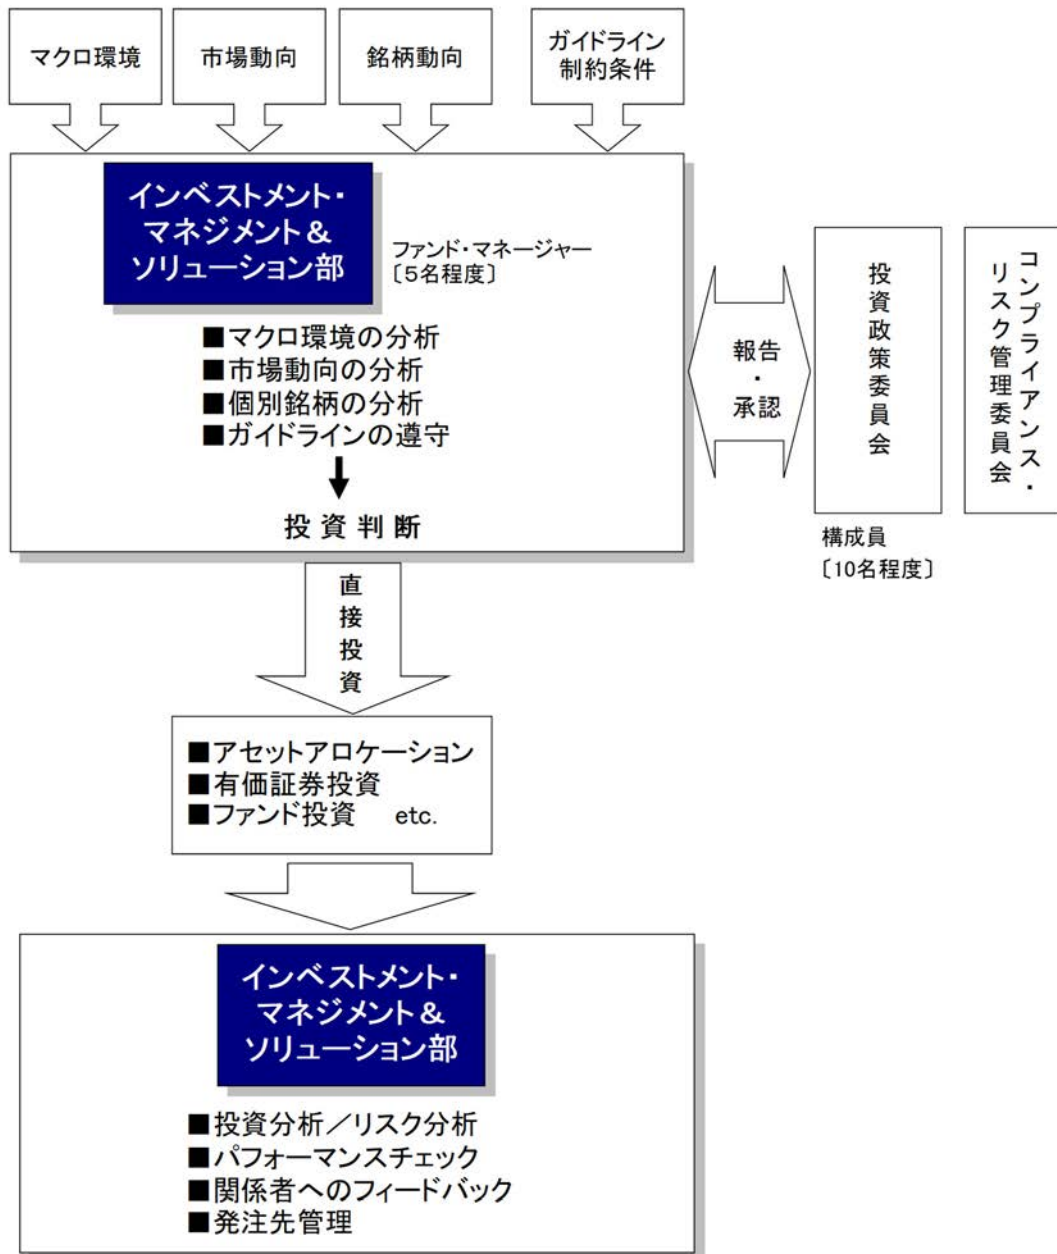 マクロ環境
市場動向
銘柄動向
ガイドライン
制約条件
インベストメント・
マネジメント＆
ソリューション部
ファンド・マネージャー
〔５名程度〕
■マクロ環境の分析
■市場動向の分析
■個別銘柄の分析
■ガイドラインの遵守
投資判断
報告
・
承認
投資政策委員会
コンプライアンス・
リスク管理委員会
構成員
〔10名程度〕
直接投資
■アセットアロケーション
■有価証券投資
■ファンド投資 etc.
インベストメント・
マネジメント＆
ソリューション部
■投資分析／リスク分析
■パフォーマンスチェック
■関係者へのフィードバック
■発注先管理